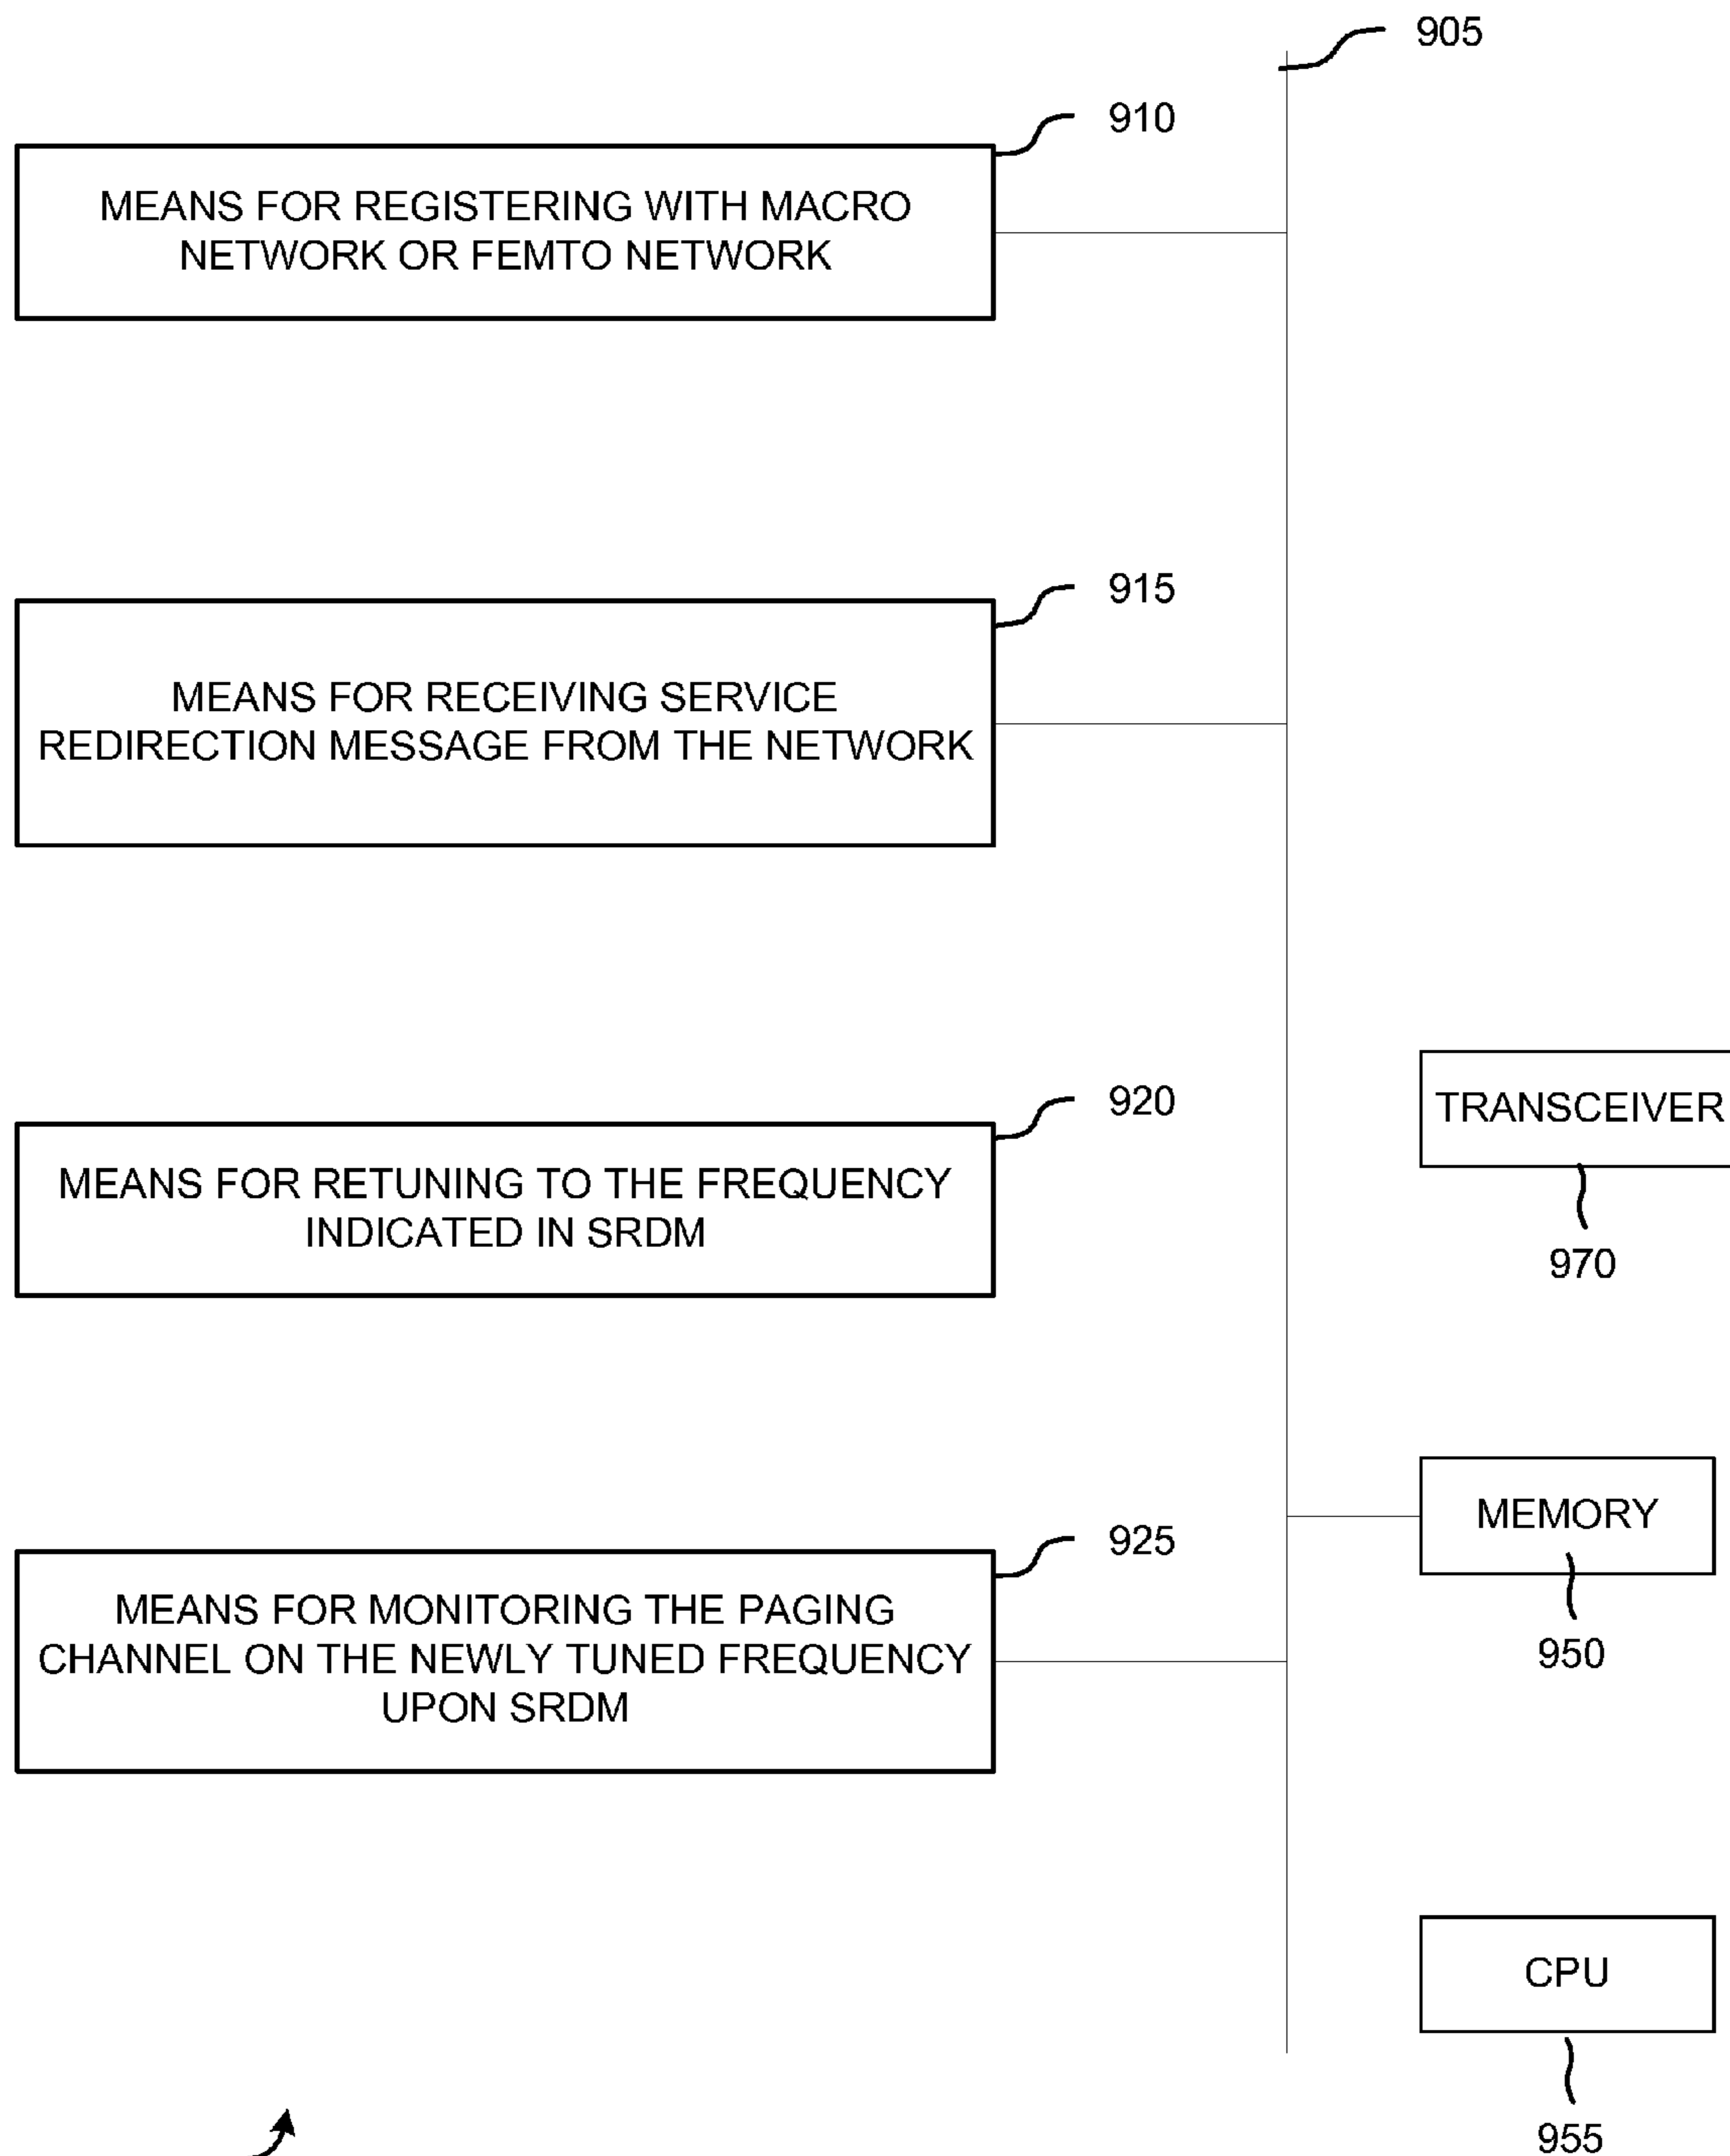 905
910
MEANS FOR REGISTERING WITH MACRO
NETWORK OR FEMTO NETWORK
915
MEANS FOR RECEIVING SERVICE
REDIRECTION MESSAGE FROM THE NETWORK
920
MEANS FOR RETUNING TO THE FREQUENCY
INDICATED IN SRDM
TRANSCEIVER
970
925
MEANS FOR MONITORING THE PAGING
CHANNEL ON THE NEWLY TUNED FREQUENCY
UPON SRDM
MEMORY
950
CPU
955